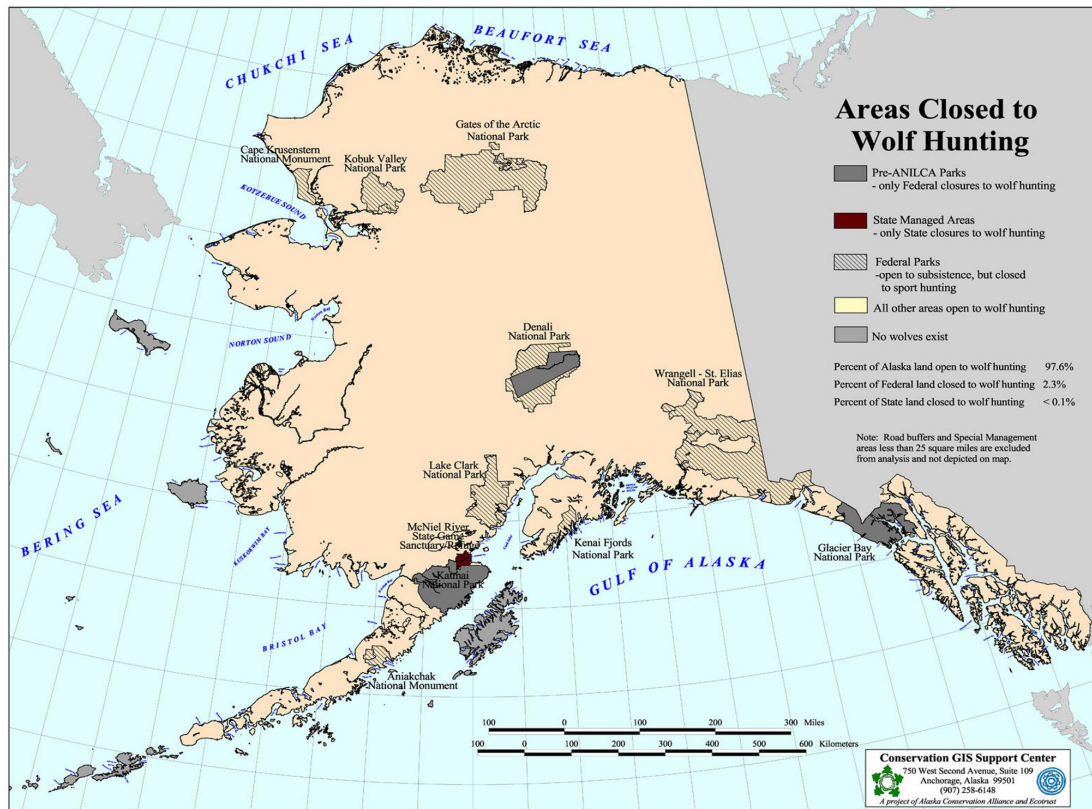 Areas Closed to
Wolf Hunting
Pre-ANILCA Parks
- only Federal closures to wolf hunting
State Managed Areas
- only State closures to wolf hunting
Federal Parks
-open to subsistence, but closed
to sport hunting
All other areas open to wolf hunting
No wolves exist
Percent of Alaska land open to wolf hunting 97.6%
Percent of Federal land closed to wolf hunting 2.3%
Percent of State land closed to wolf hunting < 0.1%
Note: Road buffers and Special Management
areas less than 25 square miles are excluded
from analysis and not depicted on map.
CHUKCHI SEA
BEAUFORT SEA
Gates of the Arctic
National Park
Cape Krusenstern
National Monument
Kobuk Valley
National Park
KOTZEBUE SOUND
Norton Bay
NORTON SOUND
Denali
National Park
Wrangell - St. Elias
National Park
Lake Clark
National Park
BERING SEA
KUSKOKWIM BAY
McNiel River
State Game
Sanctuary/Refuge
Katmai
National Park
Kenai Fjords
National Park
GULF OF ALASKA
Glacier Bay
National Park
BRISTOL BAY
Aniakchak
National Monument
100 0 100 200 300 Miles
100 0 100 200 300 400 500 600 Kilometers
Conservation GIS Support Center
750 West Second Avenue, Suite 109
Anchorage, Alaska 99501
(907) 258-6148
A project of Alaska Conservation Alliance and Ecotrust